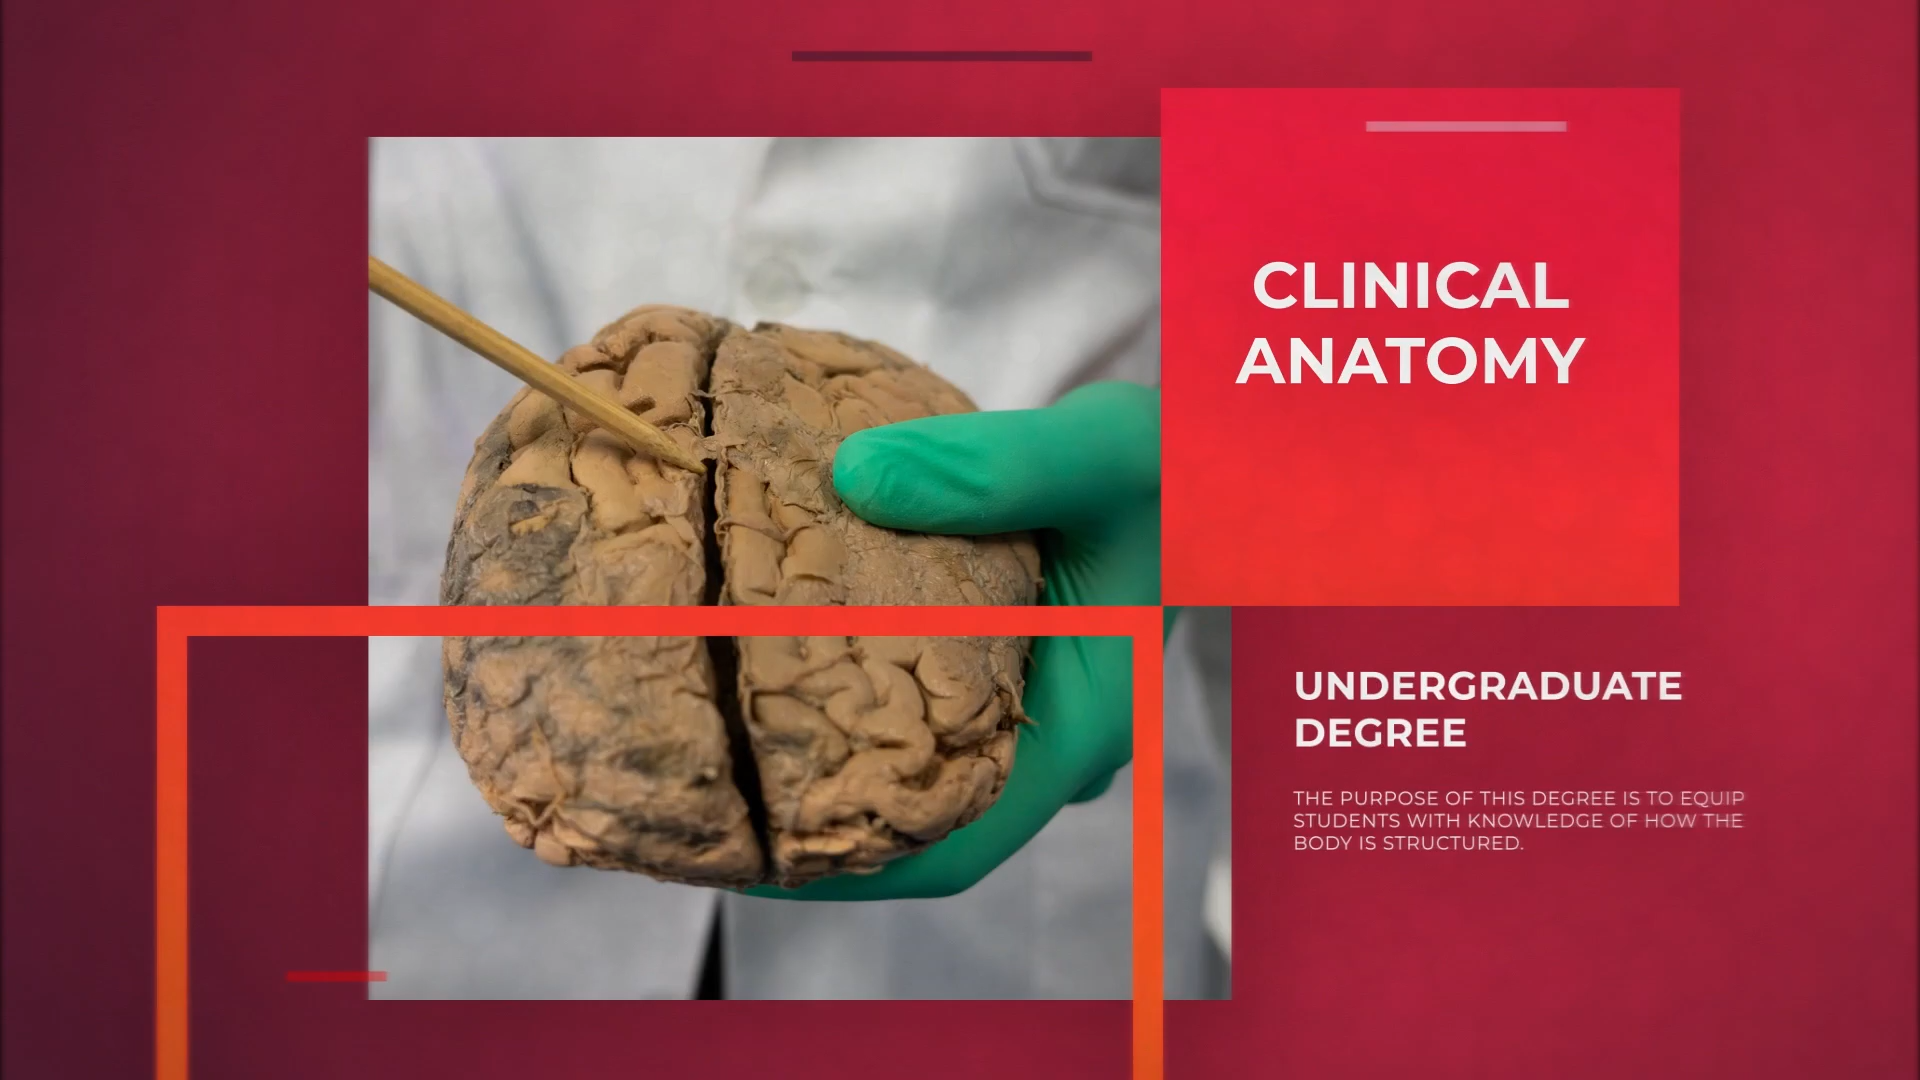 CLINICAL
ANATOMY
UNDERGRADUATE
DEGREE
THE PURPOSE OF THIS DEGREE IS TO EQUIP
STUDENTS WITH KNOWLEDGE OF HOW THE
BODY IS STRUCTURED.